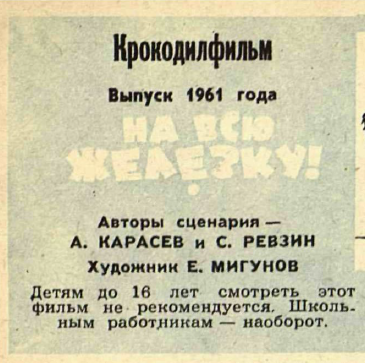 Крокодилфильм
Выпуск 1961 года
НА ВСЮ
ЖЕЛЕЗКУ!
Авторы сценария —
А. КАРАСЕВ и С. РЕВЗИН
Художник Е. МИГУНОВ
Детям до 16 лет смотреть этот
фильм не рекомендуется. Школь-
ным работникам — наоборот.